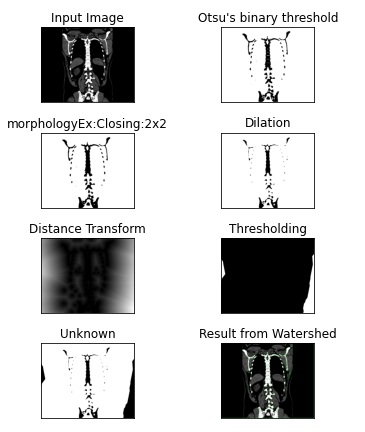 Input Image
Otsu's binary threshold
morphologyEx:Closing:2x2
Dilation
Distance Transform
Thresholding
Unknown
Result from Watershed